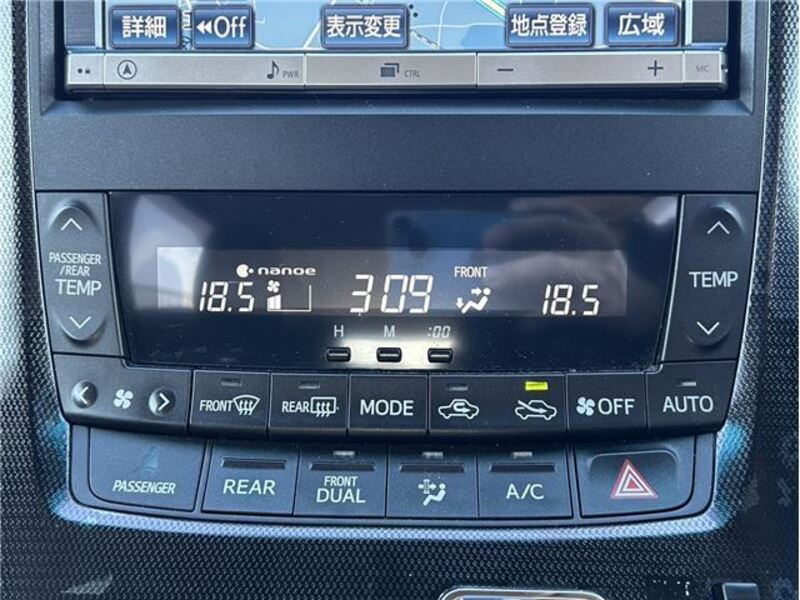 詳細 ◀◀Off 表示変更 地点登録 広域
PWR CTRL − + MIC
PASSENGER
/REAR
TEMP
nanoe
18.5 3:09 FRONT 18.5
H M :00
TEMP
FRONT REAR MODE OFF AUTO
PASSENGER REAR FRONT
DUAL A/C